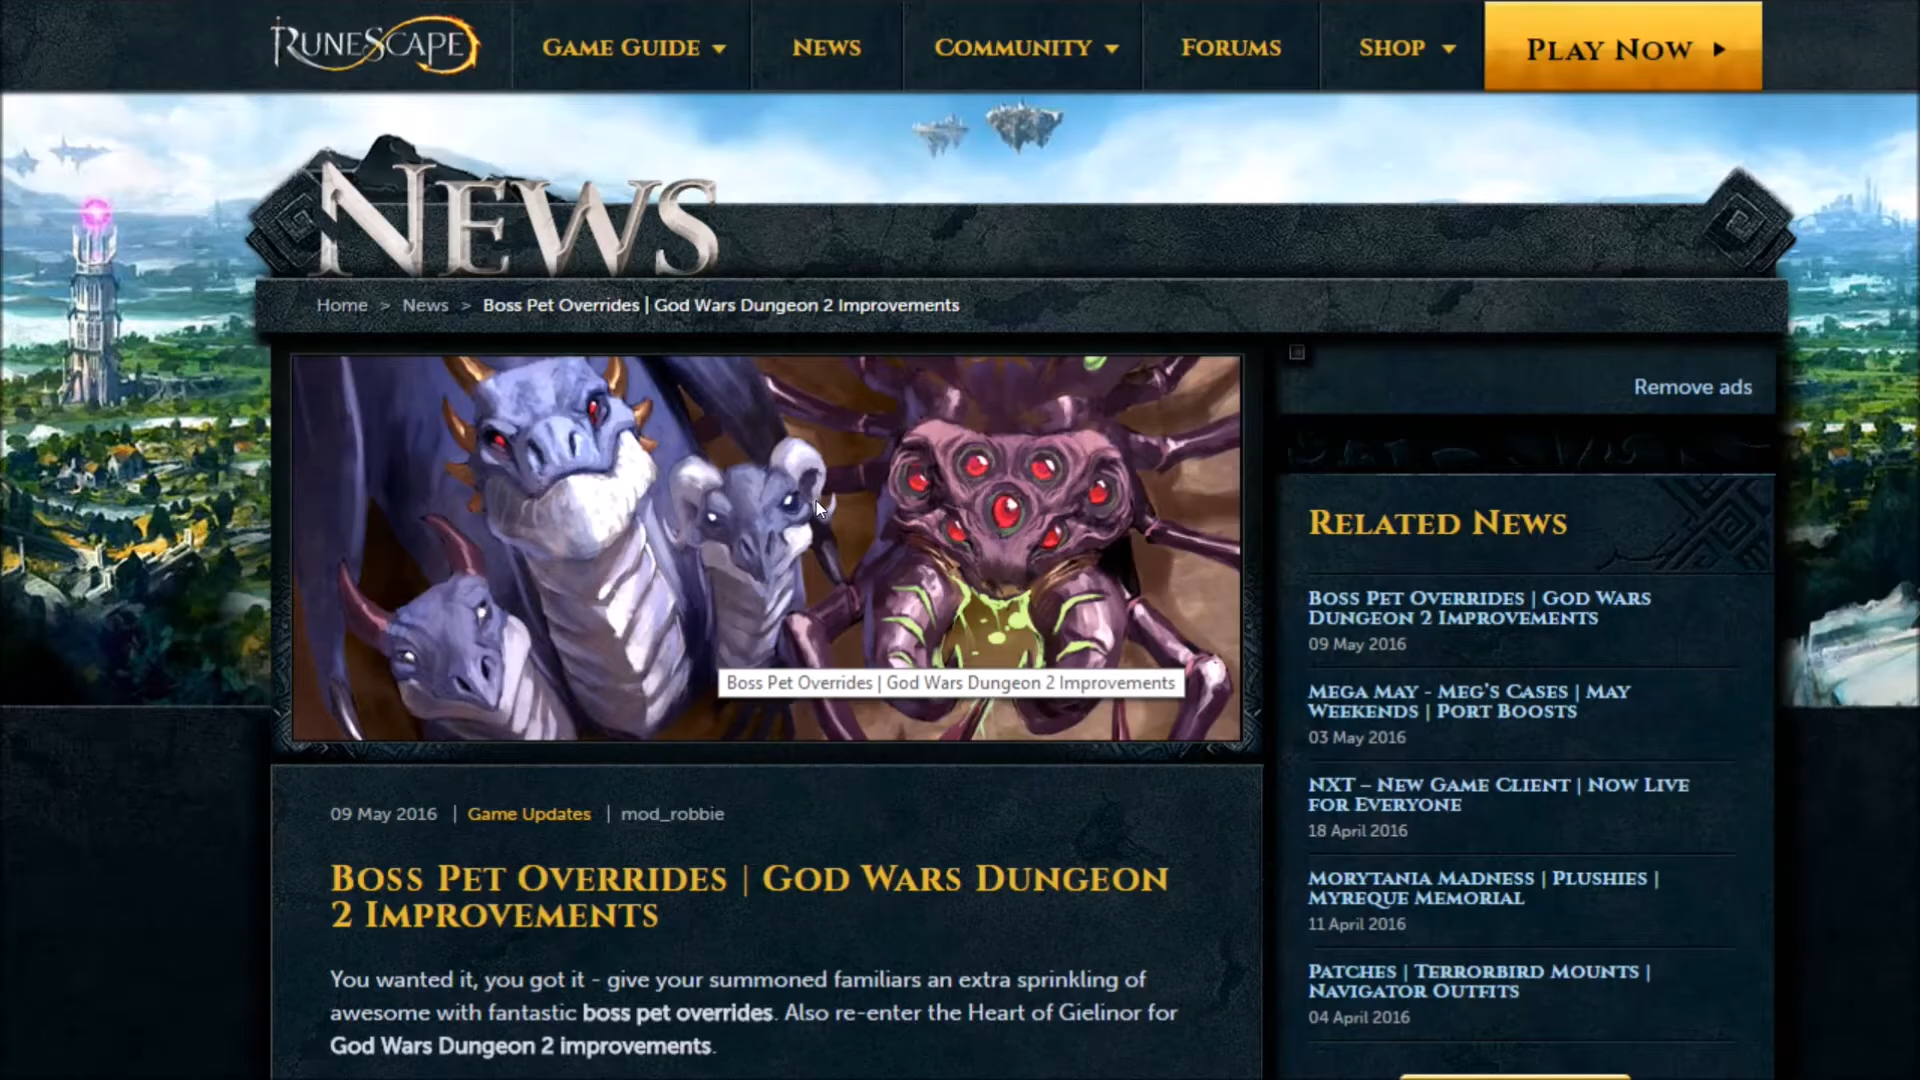 RuneScape
Game Guide
News
Community
Forums
Shop
Play Now
News
Home > News > Boss Pet Overrides | God Wars Dungeon 2 Improvements
Remove ads
Boss Pet Overrides | God Wars Dungeon 2 Improvements
09 May 2016 | Game Updates | mod_robbie
Boss Pet Overrides | God Wars Dungeon
2 Improvements
You wanted it, you got it - give your summoned familiars an extra sprinkling of
awesome with fantastic boss pet overrides. Also re-enter the Heart of Gielinor for
God Wars Dungeon 2 improvements.
Related News
Boss Pet Overrides | God Wars
Dungeon 2 Improvements
09 May 2016
Mega May - Meg's Cases | May
Weekends | Port Boosts
03 May 2016
NXT – New Game Client | Now Live
for Everyone
18 April 2016
Morytania Madness | Plushies |
Myreque Memorial
11 April 2016
Patches | Terrorbird Mounts |
Navigator Outfits
04 April 2016